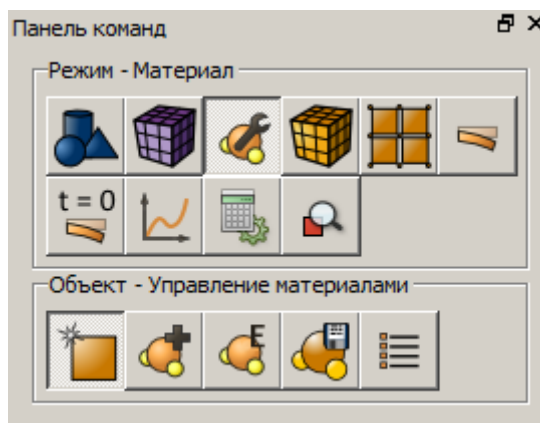 Панель команд
Режим - Материал
t = 0
Объект - Управление материалами
E